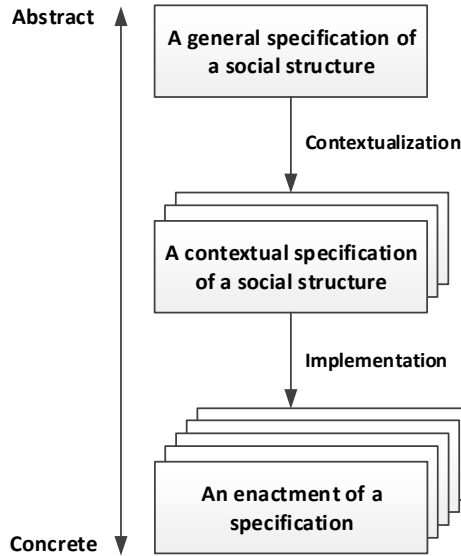 Abstract
A general specification of
a social structure
Contextualization
A contextual specification
of a social structure
Implementation
An enactment of a
specification
Concrete